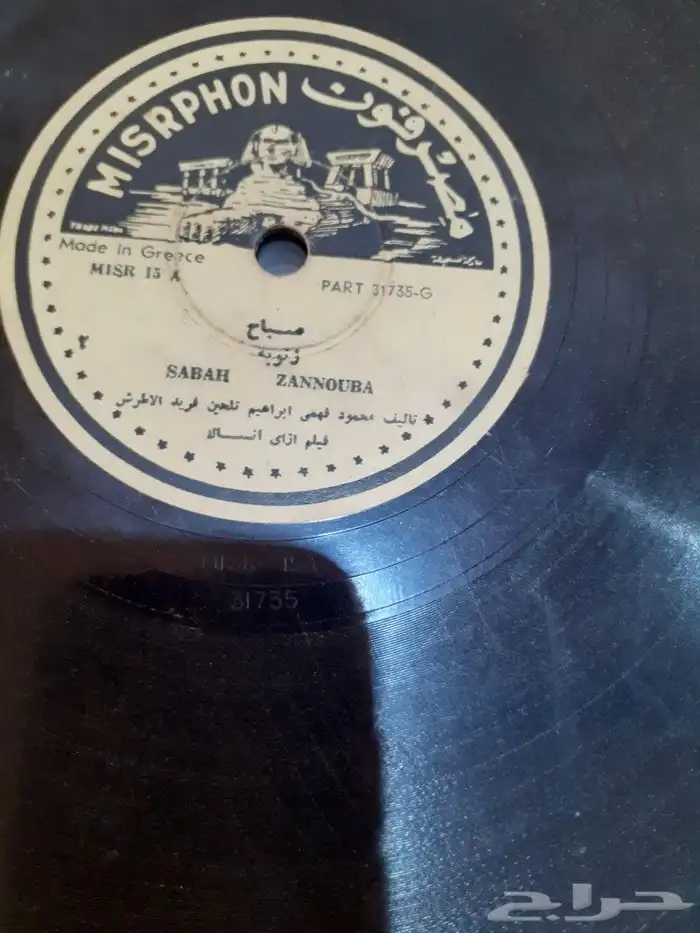 MISRPHON مصرفون
Made in Greece
MISR 15 A
PART 31735-G
صباح
زنوبة
٢
SABAH ZANNOUBA
تاليف محمود فهمى ابراهيم تلحين فريد الاطرش
فيلم ازاى انساك
31735
حراج